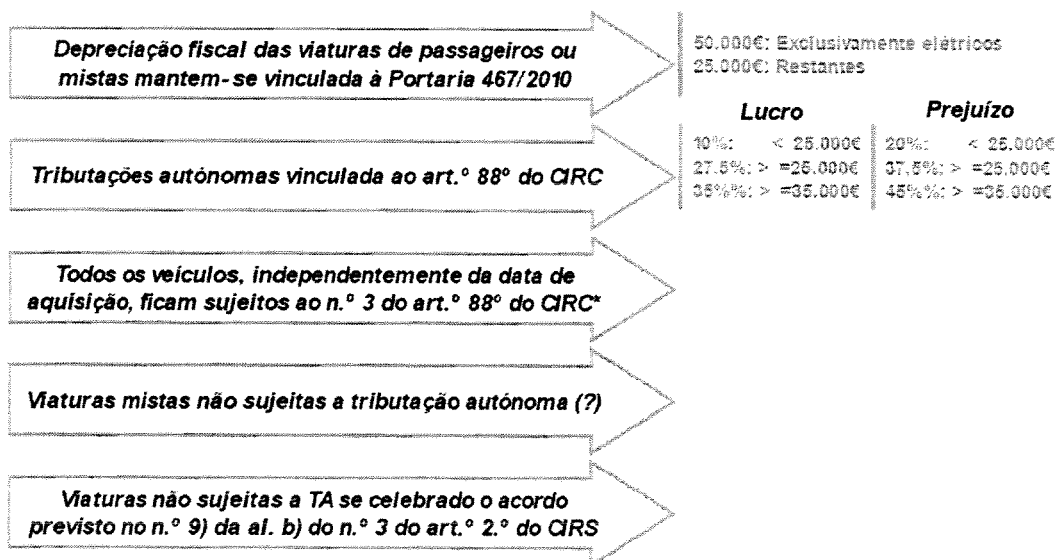 Depreciação fiscal das viaturas de passageiros ou
mistas mantem-se vinculada à Portaria 467/2010
50.000€: Exclusivamente elétricos
25.000€: Restantes
Lucro
Prejuízo
10%: < 25.000€
20%: < 25.000€
27.5%: > =25.000€
37.5%: > =25.000€
35%%: > =35.000€
45%%: > =35.000€
Tributações autónomas vinculada ao art.º 88º do CIRC
Todos os veículos, independentemente da data de
aquisição, ficam sujeitos ao n.º 3 do art.º 88º do CIRC*
Viaturas mistas não sujeitas a tributação autónoma (?)
Viaturas não sujeitas a TA se celebrado o acordo
previsto no n.º 9) da al. b) do n.º 3 do art.º 2.º do CIRS